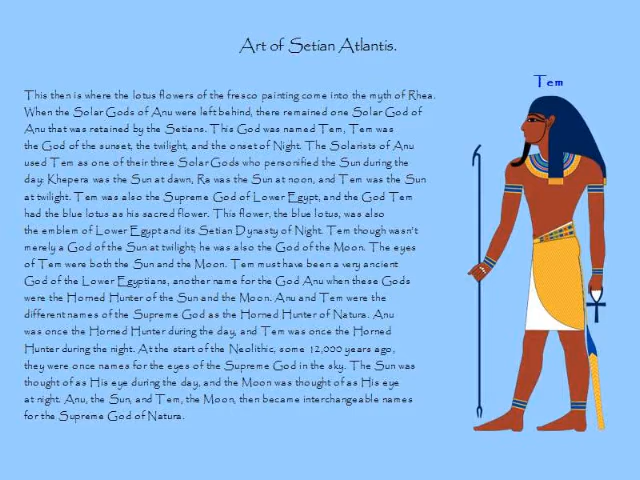 Art of Setian Atlantis.
Tem
This then is where the lotus flowers of the fresco painting come into the myth of Rhea.
When the Solar Gods of Anu were left behind, there remained one Solar God of
Anu that was retained by the Setians. This God was named Tem, Tem was
the God of the sunset, the twilight, and the onset of Night. The Solarists of Anu
used Tem as one of their three Solar Gods who personified the Sun during the
day: Khepera was the Sun at dawn, Ra was the Sun at noon, and Tem was the Sun
at twilight. Tem was also the Supreme God of Lower Egypt, and the God Tem
had the blue lotus as his sacred flower. This flower, the blue lotus, was also
the emblem of Lower Egypt and its Setian Dynasty of Night. Tem though wasn't
merely a God of the Sun at twilight; he was also the God of the Moon. The eyes
of Tem were both the Sun and the Moon. Tem must have been a very ancient
God of the Lower Egyptians, another name for the God Anu when these Gods
were the Horned Hunter of the Sun and the Moon. Anu and Tem were the
different names of the Supreme God as the Horned Hunter of Natura. Anu
was once the Horned Hunter during the day, and Tem was once the Horned
Hunter during the night. At the start of the Neolithic, some 12,000 years ago,
they were once names for the eyes of the Supreme God in the sky. The Sun was
thought of as His eye during the day, and the Moon was thought of as His eye
at night. Anu, the Sun, and Tem, the Moon, then became interchangeable names
for the Supreme God of Natura.